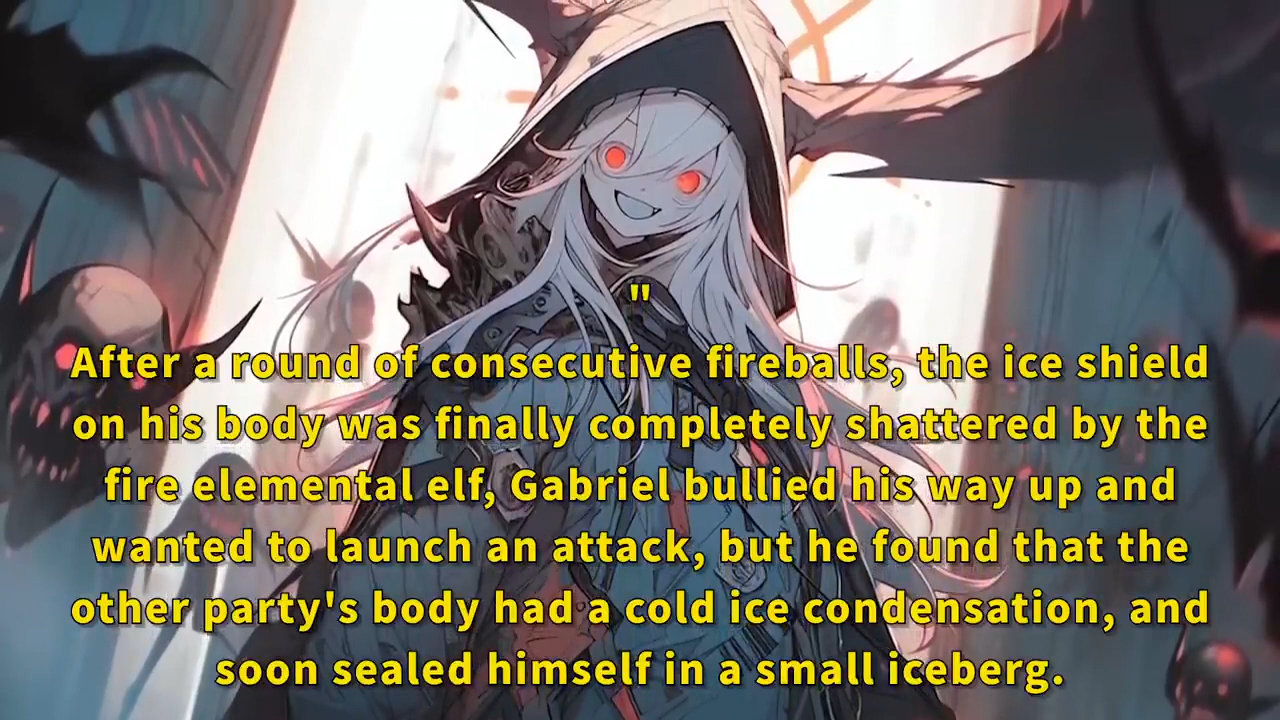 "
After a round of consecutive fireballs, the ice shield
on his body was finally completely shattered by the
fire elemental elf, Gabriel bullied his way up and
wanted to launch an attack, but he found that the
other party's body had a cold ice condensation, and
soon sealed himself in a small iceberg.